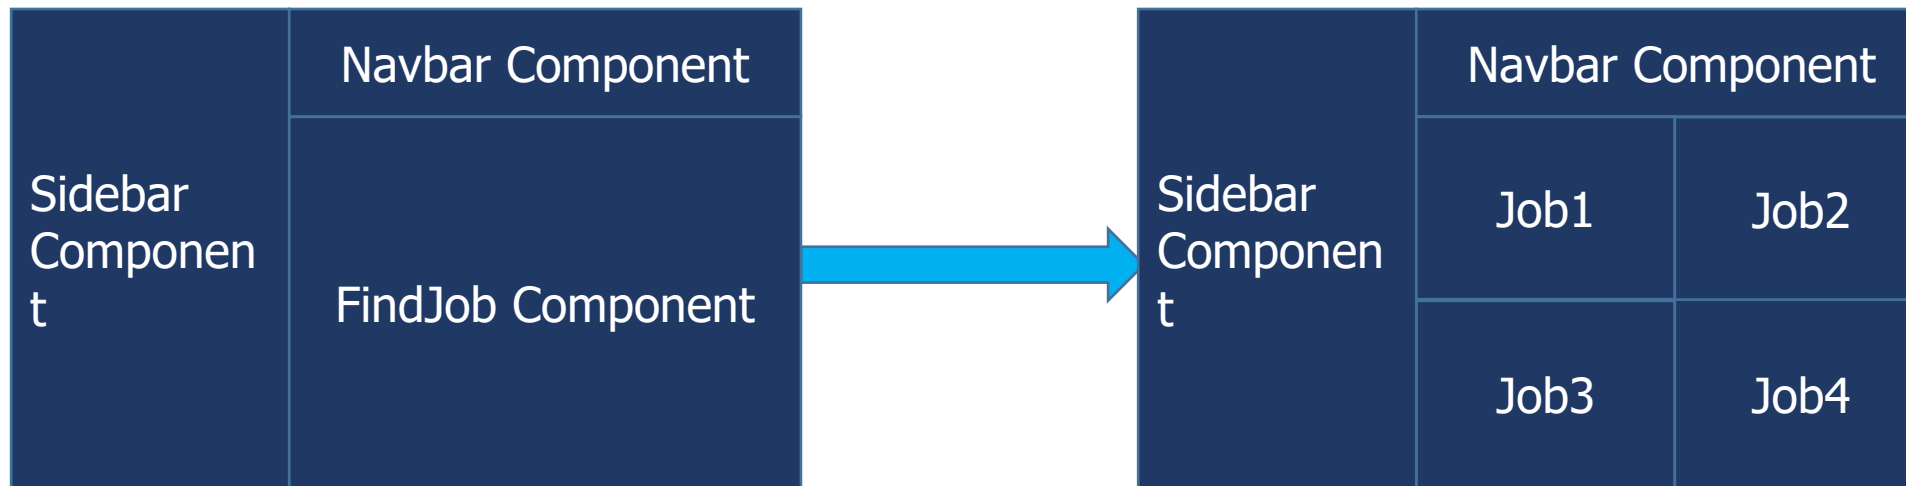 Navbar Component
Sidebar
Componen
t
FindJob Component
Navbar Component
Sidebar
Componen
t
Job1
Job2
Job3
Job4